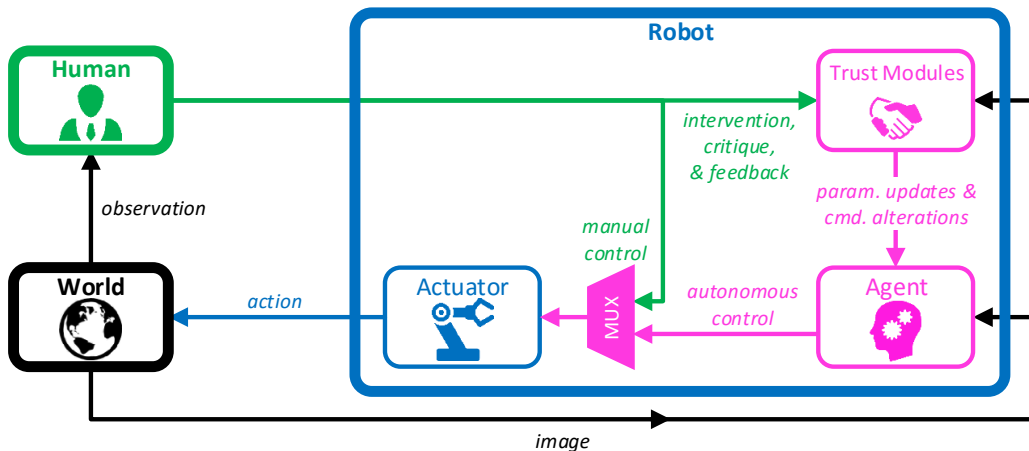 Robot
Human
Trust Modules
intervention,
critique,
& feedback
param. updates &
cmd. alterations
observation
manual
control
World
action
Actuator
MUX
autonomous
control
Agent
image